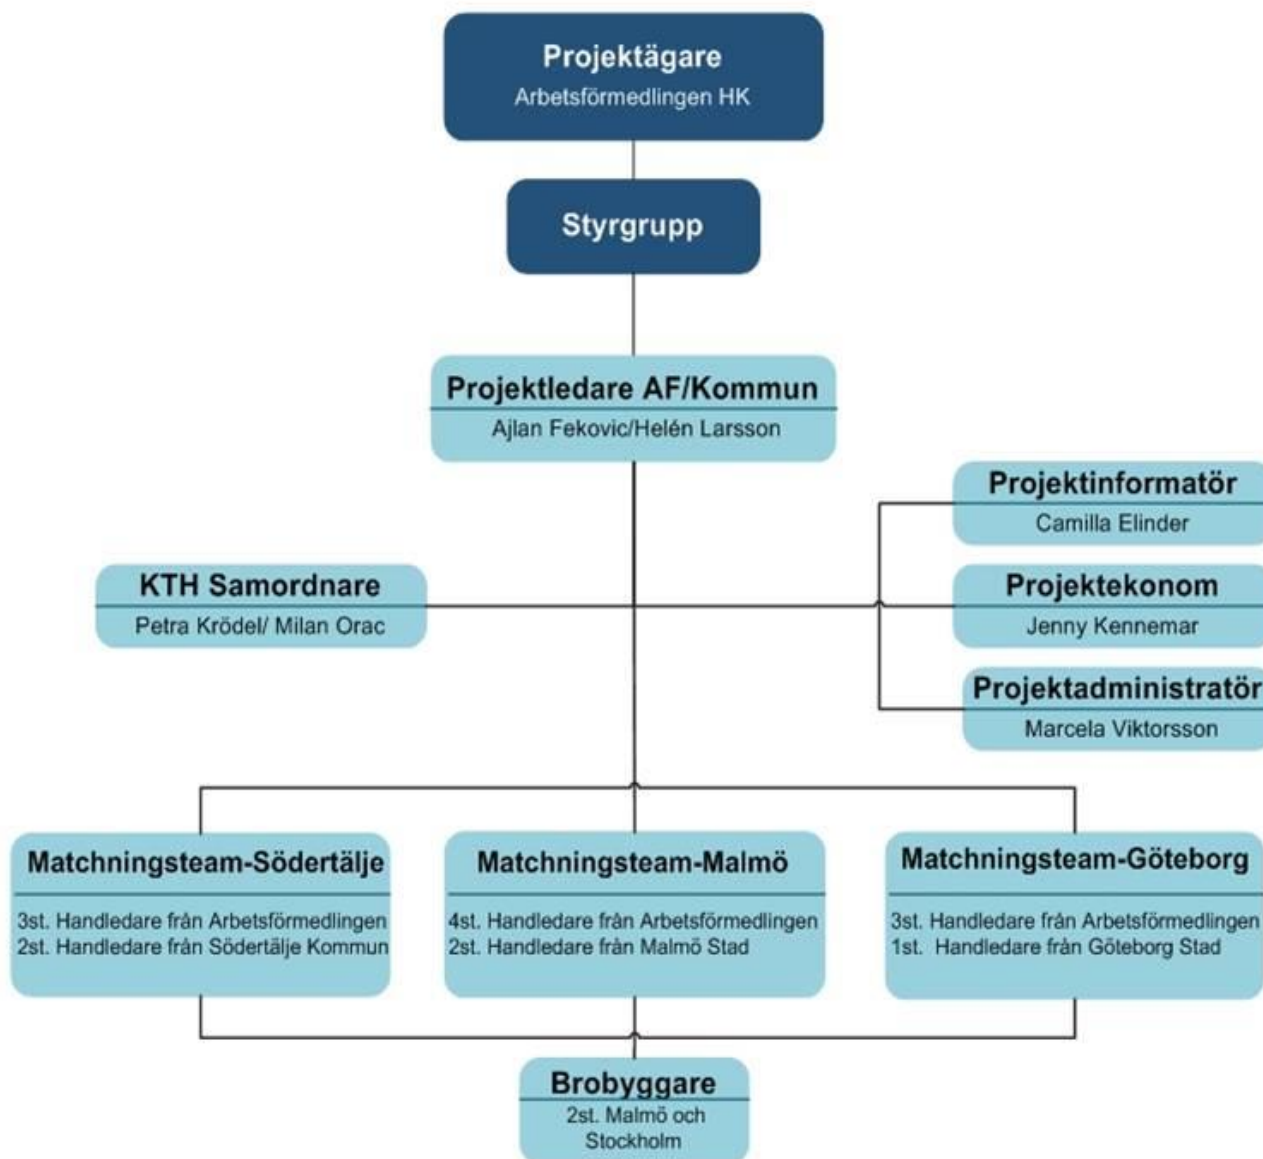 Projektägare
Arbetsförmedlingen HK
Styrgrupp
Projektledare AF/Kommun
Ajlan Fekovic/Helén Larsson
Projektinformatör
Camilla Elinder
KTH Samordnare
Petra Krödel/ Milan Orac
Projektekonom
Jenny Kennemar
Projektadministratör
Marcela Viktorsson
Matchningsteam-Södertälje
3st. Handledare från Arbetsförmedlingen
2st. Handledare från Södertälje Kommun
Matchningsteam-Malmö
4st. Handledare från Arbetsförmedlingen
2st. Handledare från Malmö Stad
Matchningsteam-Göteborg
3st. Handledare från Arbetsförmedlingen
1st. Handledare från Göteborg Stad
Brobyggare
2st. Malmö och
Stockholm